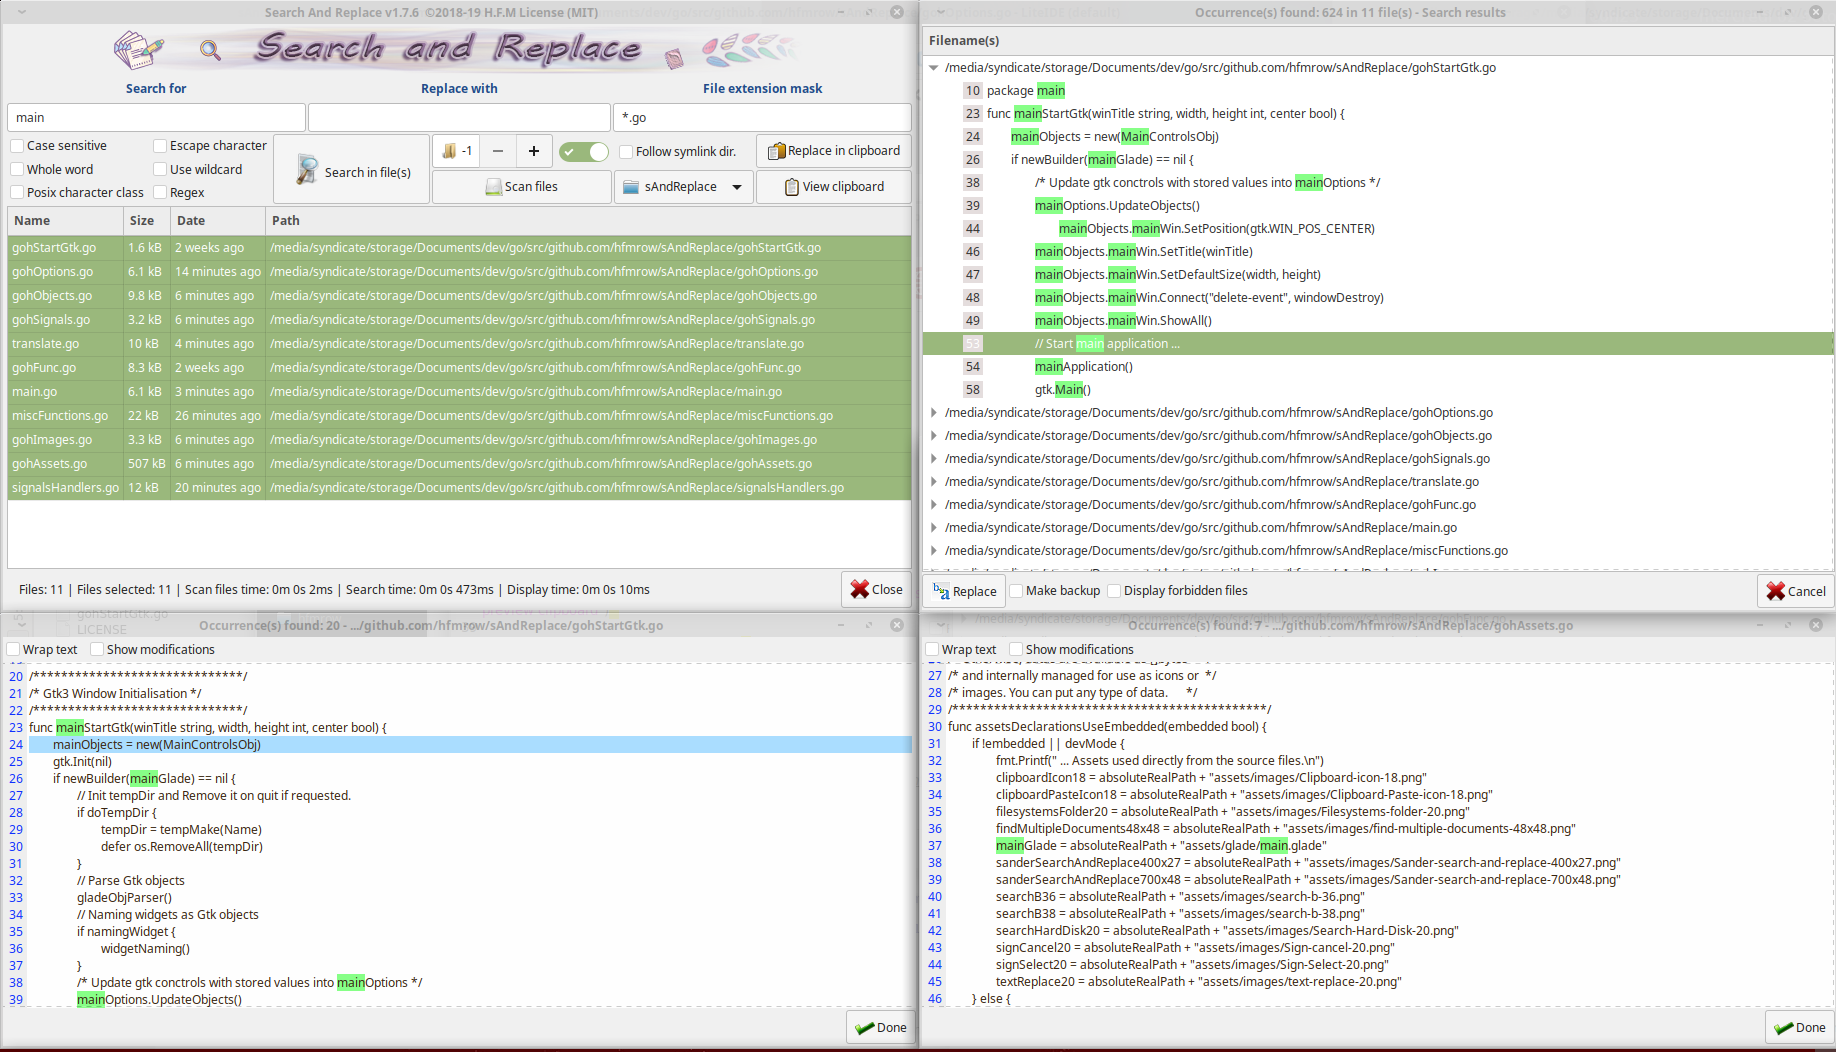 Search And Replace v1.7.6 ©2018-19 H.F.M License (MIT)
Search and Replace
Search for
Replace with
File extension mask
main
*.go
Case sensitive
Escape character
Whole word
Use wildcard
Posix character class
Regex
Search in file(s)
-1
Follow symlink dir.
Replace in clipboard
Scan files
sAndReplace
View clipboard
Name Size Date Path
gohStartGtk.go 1.6 kB 2 weeks ago /media/syndicate/storage/Documents/dev/go/src/github.com/hfmrow/sAndReplace/gohStartGtk.go
gohOptions.go 6.1 kB 14 minutes ago /media/syndicate/storage/Documents/dev/go/src/github.com/hfmrow/sAndReplace/gohOptions.go
gohObjects.go 9.8 kB 6 minutes ago /media/syndicate/storage/Documents/dev/go/src/github.com/hfmrow/sAndReplace/gohObjects.go
gohSignals.go 3.2 kB 6 minutes ago /media/syndicate/storage/Documents/dev/go/src/github.com/hfmrow/sAndReplace/gohSignals.go
translate.go 10 kB 4 minutes ago /media/syndicate/storage/Documents/dev/go/src/github.com/hfmrow/sAndReplace/translate.go
gohFunc.go 8.3 kB 2 weeks ago /media/syndicate/storage/Documents/dev/go/src/github.com/hfmrow/sAndReplace/gohFunc.go
main.go 6.1 kB 3 minutes ago /media/syndicate/storage/Documents/dev/go/src/github.com/hfmrow/sAndReplace/main.go
miscFunctions.go 22 kB 26 minutes ago /media/syndicate/storage/Documents/dev/go/src/github.com/hfmrow/sAndReplace/miscFunctions.go
gohImages.go 3.3 kB 6 minutes ago /media/syndicate/storage/Documents/dev/go/src/github.com/hfmrow/sAndReplace/gohImages.go
gohAssets.go 507 kB 6 minutes ago /media/syndicate/storage/Documents/dev/go/src/github.com/hfmrow/sAndReplace/gohAssets.go
signalsHandlers.go 12 kB 20 minutes ago /media/syndicate/storage/Documents/dev/go/src/github.com/hfmrow/sAndReplace/signalsHandlers.go
Files: 11 | Files selected: 11 | Scan files time: 0m 0s 2ms | Search time: 0m 0s 473ms | Display time: 0m 0s 10ms
Close
Occurrence(s) found: 624 in 11 file(s) - Search results
Filename(s)
/media/syndicate/storage/Documents/dev/go/src/github.com/hfmrow/sAndReplace/gohStartGtk.go
10 package main
23 func mainStartGtk(winTitle string, width, height int, center bool) {
24 mainObjects = new(MainControlsObj)
26 if newBuilder(mainGlade) == nil {
38 /* Update gtk conctrols with stored values into mainOptions */
39 mainOptions.UpdateObjects()
44 mainObjects.mainWin.SetPosition(gtk.WIN_POS_CENTER)
46 mainObjects.mainWin.SetTitle(winTitle)
47 mainObjects.mainWin.SetDefaultSize(width, height)
48 mainObjects.mainWin.Connect("delete-event", windowDestroy)
49 mainObjects.mainWin.ShowAll()
53 // Start main application ...
54 mainApplication()
58 gtk.Main()
/media/syndicate/storage/Documents/dev/go/src/github.com/hfmrow/sAndReplace/gohOptions.go
/media/syndicate/storage/Documents/dev/go/src/github.com/hfmrow/sAndReplace/gohObjects.go
/media/syndicate/storage/Documents/dev/go/src/github.com/hfmrow/sAndReplace/gohSignals.go
/media/syndicate/storage/Documents/dev/go/src/github.com/hfmrow/sAndReplace/translate.go
/media/syndicate/storage/Documents/dev/go/src/github.com/hfmrow/sAndReplace/gohFunc.go
/media/syndicate/storage/Documents/dev/go/src/github.com/hfmrow/sAndReplace/main.go
/media/syndicate/storage/Documents/dev/go/src/github.com/hfmrow/sAndReplace/miscFunctions.go
Replace
Make backup
Display forbidden files
Cancel
gohStartGtk.go
LICENSE
Occurrence(s) found: 20 - .../github.com/hfmrow/sAndReplace/gohStartGtk.go
Wrap text
Show modifications
20 /******************************/
21 /* Gtk3 Window Initialisation */
22 /******************************/
23 func mainStartGtk(winTitle string, width, height int, center bool) {
24 mainObjects = new(MainControlsObj)
25 gtk.Init(nil)
26 if newBuilder(mainGlade) == nil {
27 // Init tempDir and Remove it on quit if requested.
28 if doTempDir {
29 tempDir = tempMake(Name)
30 defer os.RemoveAll(tempDir)
31 }
32 // Parse Gtk objects
33 gladeObjParser()
34 // Naming widgets as Gtk objects
35 if namingWidget {
36 widgetNaming()
37 }
38 /* Update gtk conctrols with stored values into mainOptions */
39 mainOptions.UpdateObjects()
Done
Occurrence(s) found: 7 - .../github.com/hfmrow/sAndReplace/gohAssets.go
Wrap text
Show modifications
27 /* and internally managed for use as icons or */
28 /* images. You can put any type of data. */
29 /*********************************************/
30 func assetsDeclarationsUseEmbedded(embedded bool) {
31 if !embedded || devMode {
32 fmt.Printf(" ... Assets used directly from the source files.\n")
33 clipboardIcon18 = absoluteRealPath + "assets/images/Clipboard-icon-18.png"
34 clipboardPasteIcon18 = absoluteRealPath + "assets/images/Clipboard-Paste-icon-18.png"
35 filesystemsFolder20 = absoluteRealPath + "assets/images/Filesystems-folder-20.png"
36 findMultipleDocuments48x48 = absoluteRealPath + "assets/images/find-multiple-documents-48x48.png"
37 mainGlade = absoluteRealPath + "assets/glade/main.glade"
38 sanderSearchAndReplace400x27 = absoluteRealPath + "assets/images/Sander-search-and-replace-400x27.png"
39 sanderSearchAndReplace700x48 = absoluteRealPath + "assets/images/Sander-search-and-replace-700x48.png"
40 searchB36 = absoluteRealPath + "assets/images/search-b-36.png"
41 searchB38 = absoluteRealPath + "assets/images/search-b-38.png"
42 searchHardDisk20 = absoluteRealPath + "assets/images/Search-Hard-Disk-20.png"
43 signCancel20 = absoluteRealPath + "assets/images/Sign-cancel-20.png"
44 signSelect20 = absoluteRealPath + "assets/images/Sign-Select-20.png"
45 textReplace20 = absoluteRealPath + "assets/images/text-replace-20.png"
46 } else {
Done